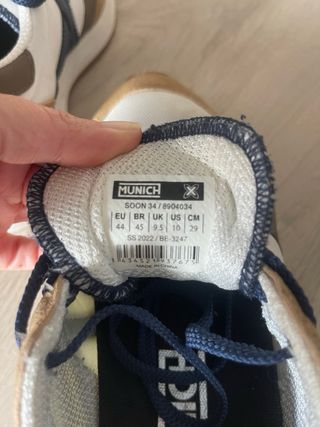 MUNICH X
SOON 34 / 8904034
EU BR UK US CM
44 45 9.5 10 29
SS 2022 / BE-3247
MADE IN CHINA
MUNICH